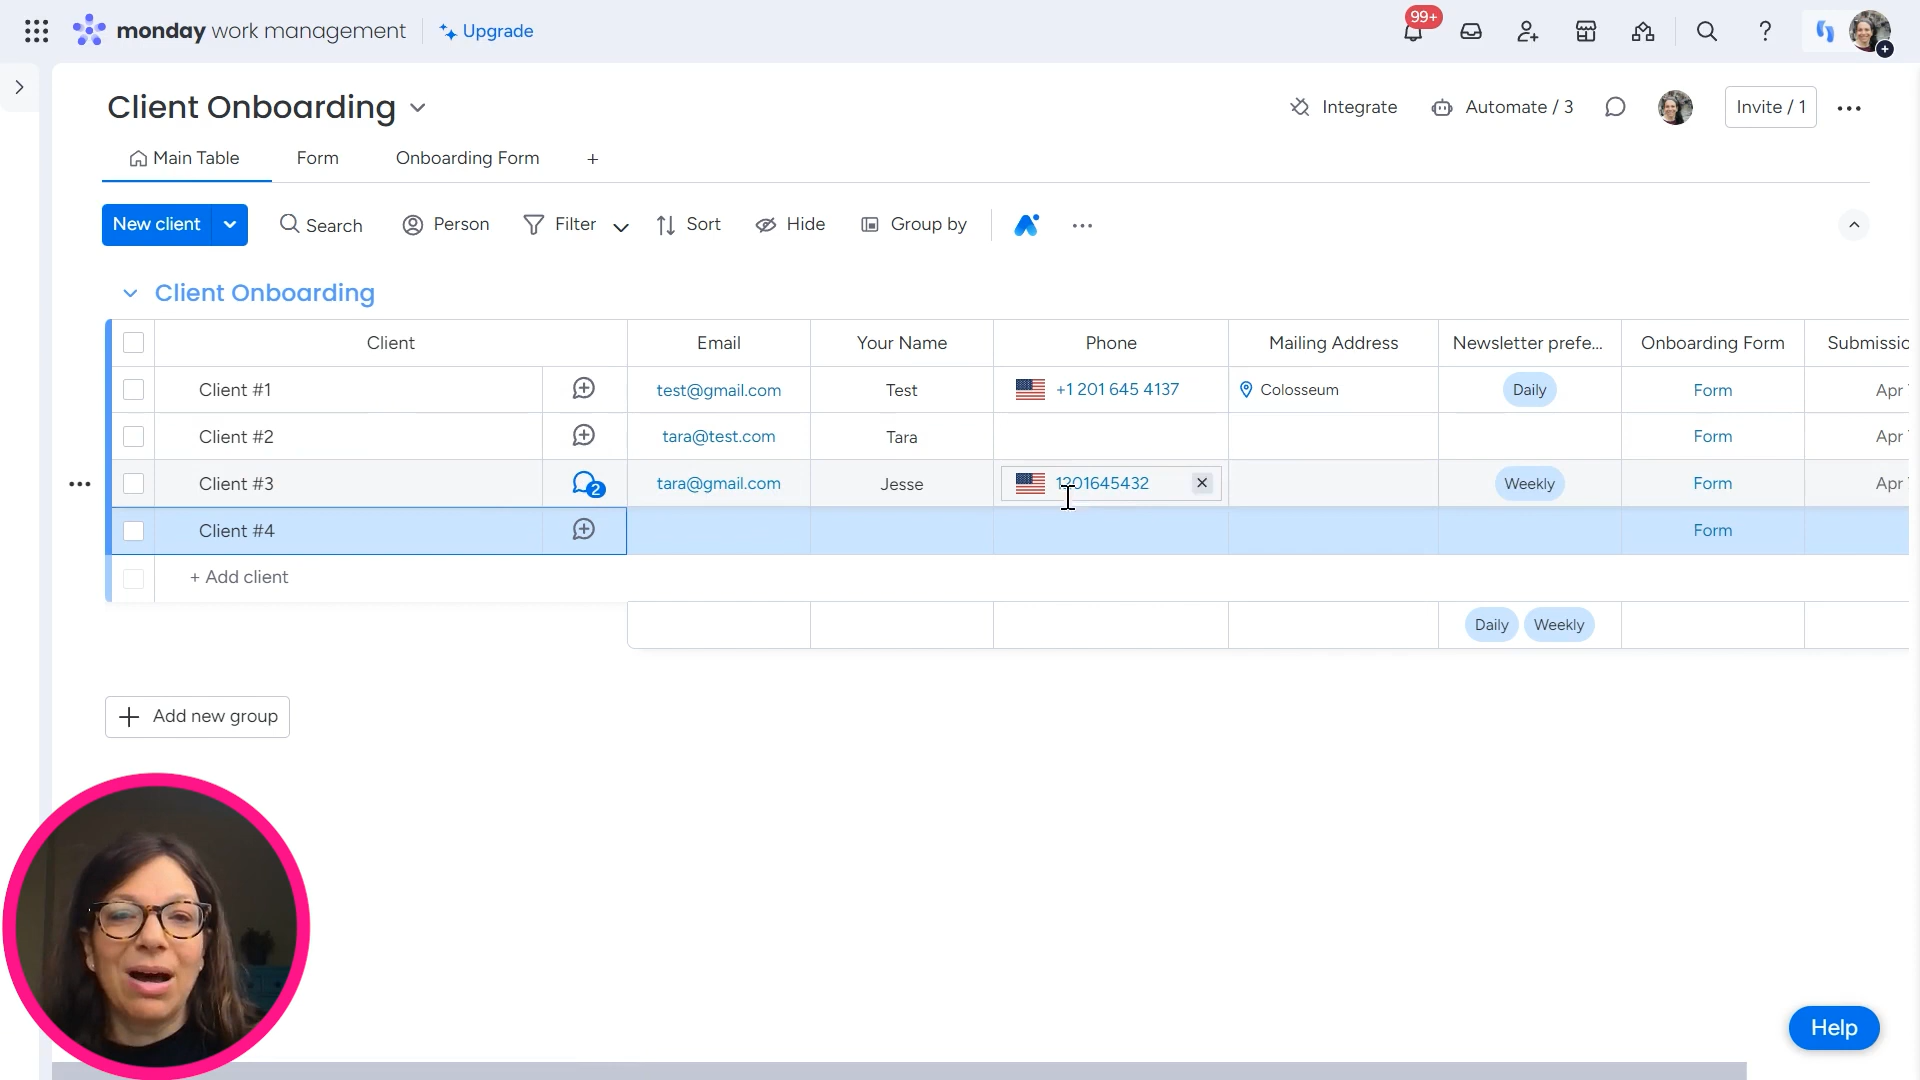 monday work management
Upgrade
99+
Client Onboarding
Integrate
Automate / 3
Invite / 1
Main Table
Form
Onboarding Form
+
New client
Search
Person
Filter
Sort
Hide
Group by
Client Onboarding
Client Email Your Name Phone Mailing Address Newsletter prefe... Onboarding Form Submissio
Client #1 test@gmail.com Test +1 201 645 4137 Colosseum Daily Form Apr
Client #2 tara@test.com Tara Form Apr
Client #3 2 tara@gmail.com Jesse 1201645432 Weekly Form Apr
Client #4 Form
+ Add client
Daily Weekly
+ Add new group
Help